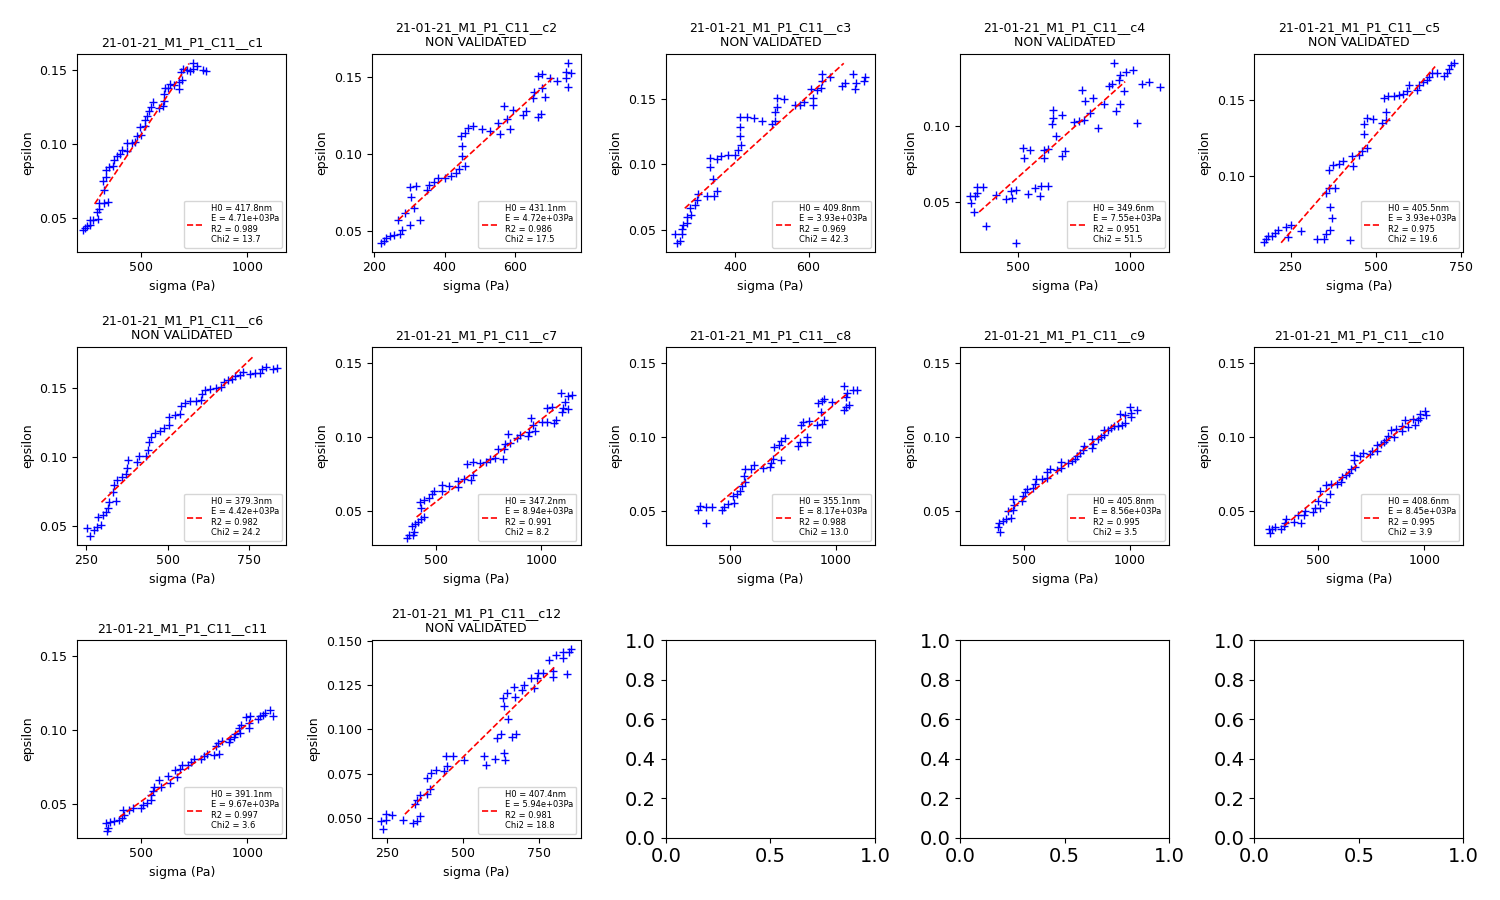 21-01-21_M1_P1_C11__c1
0.15
0.10
0.05
epsilon
500
1000
sigma (Pa)
H0 = 417.8nm
E = 4.71e+03Pa
R2 = 0.989
Chi2 = 13.7
21-01-21_M1_P1_C11__c2
NON VALIDATED
0.15
0.10
0.05
epsilon
200
400
600
sigma (Pa)
H0 = 431.1nm
E = 4.72e+03Pa
R2 = 0.986
Chi2 = 17.5
21-01-21_M1_P1_C11__c3
NON VALIDATED
0.15
0.10
0.05
epsilon
400
600
sigma (Pa)
H0 = 409.8nm
E = 3.93e+03Pa
R2 = 0.969
Chi2 = 42.3
21-01-21_M1_P1_C11__c4
NON VALIDATED
0.10
0.05
epsilon
500
1000
sigma (Pa)
H0 = 349.6nm
E = 7.55e+03Pa
R2 = 0.951
Chi2 = 51.5
21-01-21_M1_P1_C11__c5
NON VALIDATED
0.15
0.10
epsilon
250
500
750
sigma (Pa)
H0 = 405.5nm
E = 3.93e+03Pa
R2 = 0.975
Chi2 = 19.6
21-01-21_M1_P1_C11__c6
NON VALIDATED
0.15
0.10
0.05
epsilon
250
500
750
sigma (Pa)
H0 = 379.3nm
E = 4.42e+03Pa
R2 = 0.982
Chi2 = 24.2
21-01-21_M1_P1_C11__c7
0.15
0.10
0.05
epsilon
500
1000
sigma (Pa)
H0 = 347.2nm
E = 8.94e+03Pa
R2 = 0.991
Chi2 = 8.2
21-01-21_M1_P1_C11__c8
0.15
0.10
0.05
epsilon
500
1000
sigma (Pa)
H0 = 355.1nm
E = 8.17e+03Pa
R2 = 0.988
Chi2 = 13.0
21-01-21_M1_P1_C11__c9
0.15
0.10
0.05
epsilon
500
1000
sigma (Pa)
H0 = 405.8nm
E = 8.56e+03Pa
R2 = 0.995
Chi2 = 3.5
21-01-21_M1_P1_C11__c10
0.15
0.10
0.05
epsilon
500
1000
sigma (Pa)
H0 = 408.6nm
E = 8.45e+03Pa
R2 = 0.995
Chi2 = 3.9
21-01-21_M1_P1_C11__c11
0.15
0.10
0.05
epsilon
500
1000
sigma (Pa)
H0 = 391.1nm
E = 9.67e+03Pa
R2 = 0.997
Chi2 = 3.6
21-01-21_M1_P1_C11__c12
NON VALIDATED
0.150
0.125
0.100
0.075
0.050
epsilon
250
500
750
sigma (Pa)
H0 = 407.4nm
E = 5.94e+03Pa
R2 = 0.981
Chi2 = 18.8
1.0
0.8
0.6
0.4
0.2
0.0
0.0
0.5
1.0
1.0
0.8
0.6
0.4
0.2
0.0
0.0
0.5
1.0
1.0
0.8
0.6
0.4
0.2
0.0
0.0
0.5
1.0